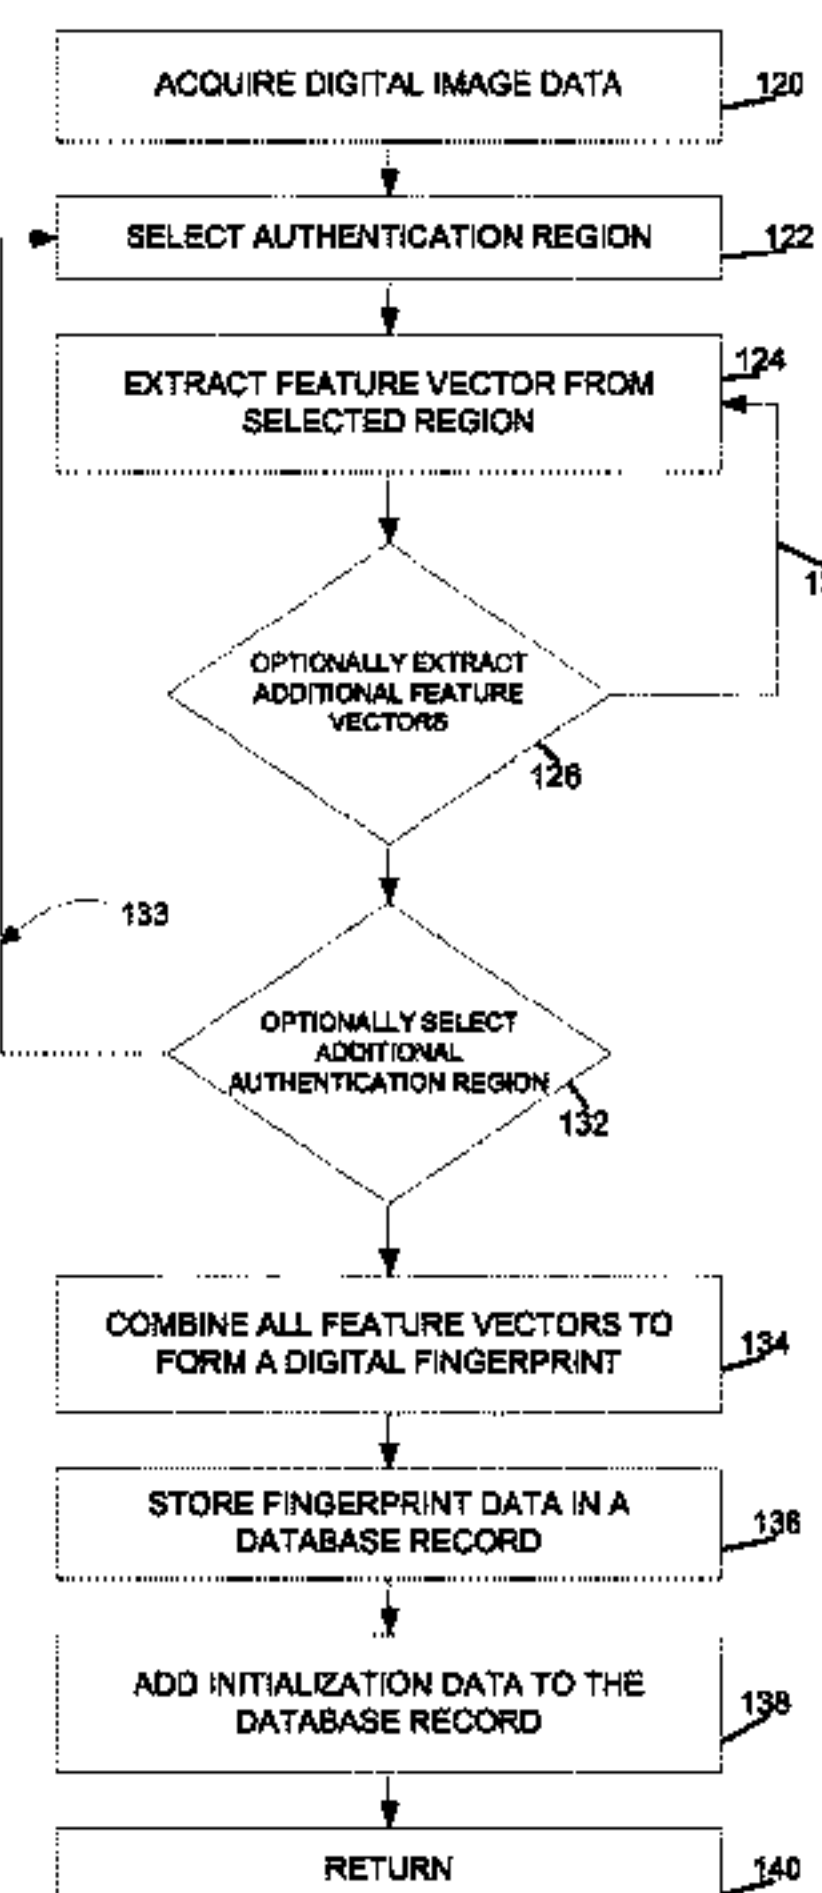 ACQUIRE DIGITAL IMAGE DATA
120
SELECT AUTHENTICATION REGION
122
EXTRACT FEATURE VECTOR FROM
SELECTED REGION
124
OPTIONALLY EXTRACT
ADDITIONAL FEATURE
VECTORS
126
133
OPTIONALLY SELECT
ADDITIONAL
AUTHENTICATION REGION
132
COMBINE ALL FEATURE VECTORS TO
FORM A DIGITAL FINGERPRINT
134
STORE FINGERPRINT DATA IN A
DATABASE RECORD
136
ADD INITIALIZATION DATA TO THE
DATABASE RECORD
138
RETURN
140